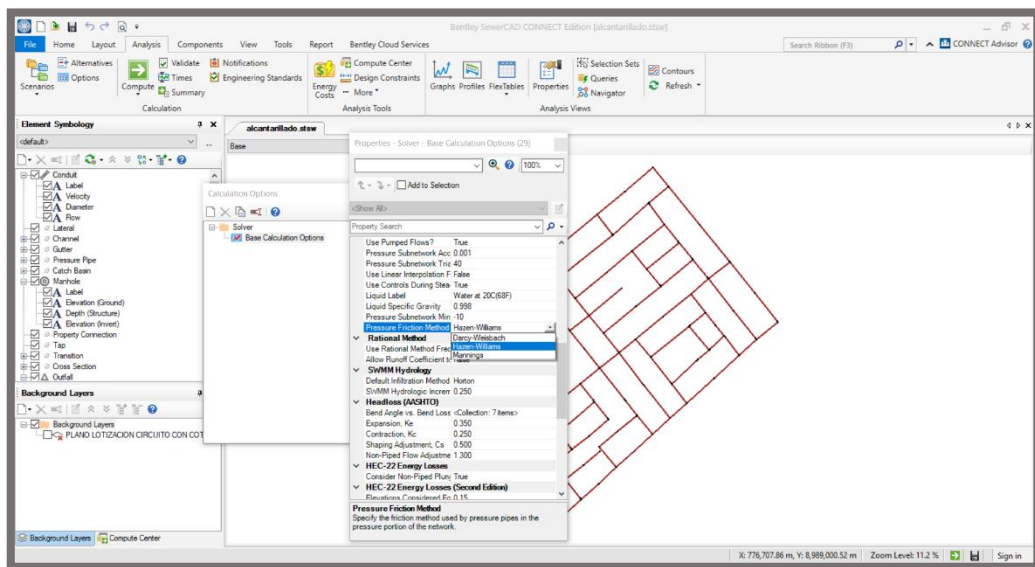 Bentley SewerCAD CONNECT Edition [alcantarillado.stsw]
File Home Layout Analysis Components View Tools Report Bentley Cloud Services
Search Ribbon (F3)
CONNECT Advisor
Scenarios
Alternatives
Options
Compute
Validate
Times
Summary
Notifications
Engineering Standards
Calculation
Energy Costs
Compute Center
Design Constraints
More
Analysis Tools
Graphs Profiles FlexTables
Properties
Selection Sets
Queries
Navigator
Contours
Refresh
Analysis Views
Element Symbology
<default>
Conduit
Label
Velocity
Diameter
Flow
Lateral
Channel
Gutter
Pressure Pipe
Catch Basin
Manhole
Label
Elevation (Ground)
Depth (Structure)
Elevation (Invert)
Property Connection
Tap
Transition
Cross Section
Outfall
Background Layers
Background Layers
PLANO LOTIZACION CIRCUITO CON COT
Background Layers Compute Center
alcantarillado.stsw
Base
Calculation Options
Solver
Base Calculation Options
Properties - Solver - Base Calculation Options (29)
100%
Add to Selection
<Show All>
Property Search
Use Pumped Flows? True
Pressure Subnetwork Acc 0.001
Pressure Subnetwork Tria 40
Use Linear Interpolation F False
Use Controls During Stea True
Liquid Label Water at 20C(68F)
Liquid Specific Gravity 0.998
Pressure Subnetwork Min -10
Pressure Friction Method Hazen-Williams
Darcy-Weisbach
Hazen-Williams
Mannings
Rational Method
Use Rational Method Freq
Allow Runoff Coefficient to False
SWMM Hydrology
Default Infiltration Method Horton
SWMM Hydrologic Increm 0.250
Headloss (AASHTO)
Bend Angle vs. Bend Loss <Collection: 7 items>
Expansion, Ke 0.350
Contraction, Kc 0.250
Shaping Adjustment, Cs 0.500
Non-Piped Flow Adjustme 1.300
HEC-22 Energy Losses
Consider Non-Piped Plung True
HEC-22 Energy Losses (Second Edition)
Elevations Considered Eq 0.15
Pressure Friction Method
Specify the friction method used by pressure pipes in the
pressure portion of the network.
X: 776,707.86 m, Y: 8,989,000.52 m Zoom Level: 11.2 % Sign in